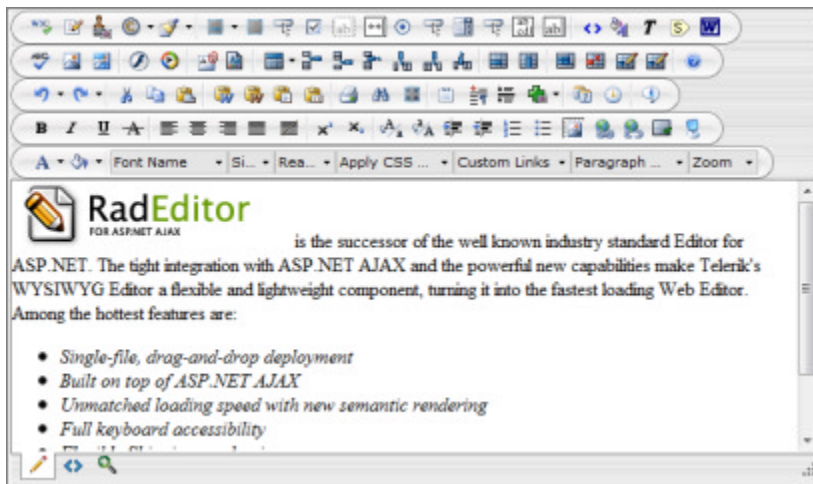 Font Name Si... Rea... Apply CSS ... Custom Links Paragraph ... Zoom
RadEditor
FOR ASP.NET AJAX
is the successor of the well known industry standard Editor for
ASP.NET. The tight integration with ASP.NET AJAX and the powerful new capabilities make Telerik's
WYSIWYG Editor a flexible and lightweight component, turning it into the fastest loading Web Editor.
Among the hottest features are:
Single-file, drag-and-drop deployment
Built on top of ASP.NET AJAX
Unmatched loading speed with new semantic rendering
Full keyboard accessibility